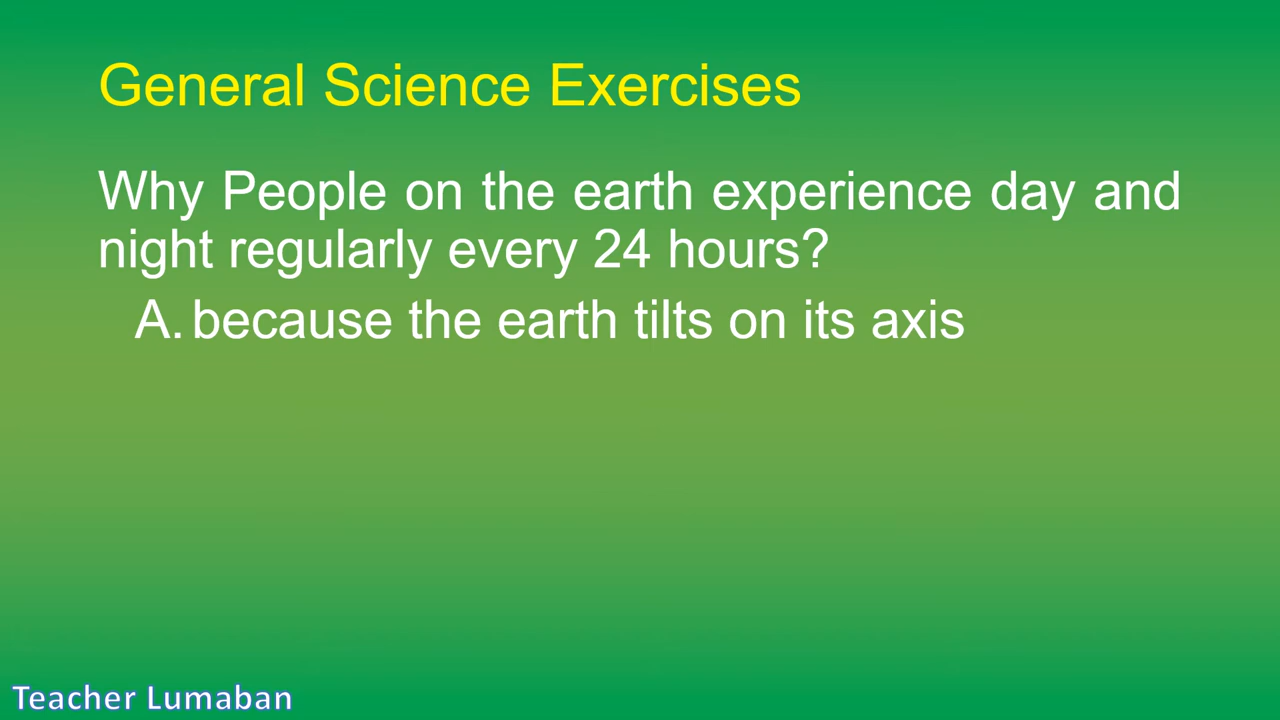 General Science Exercises
Why People on the earth experience day and
night regularly every 24 hours?
A. because the earth tilts on its axis
Teacher Lumaban